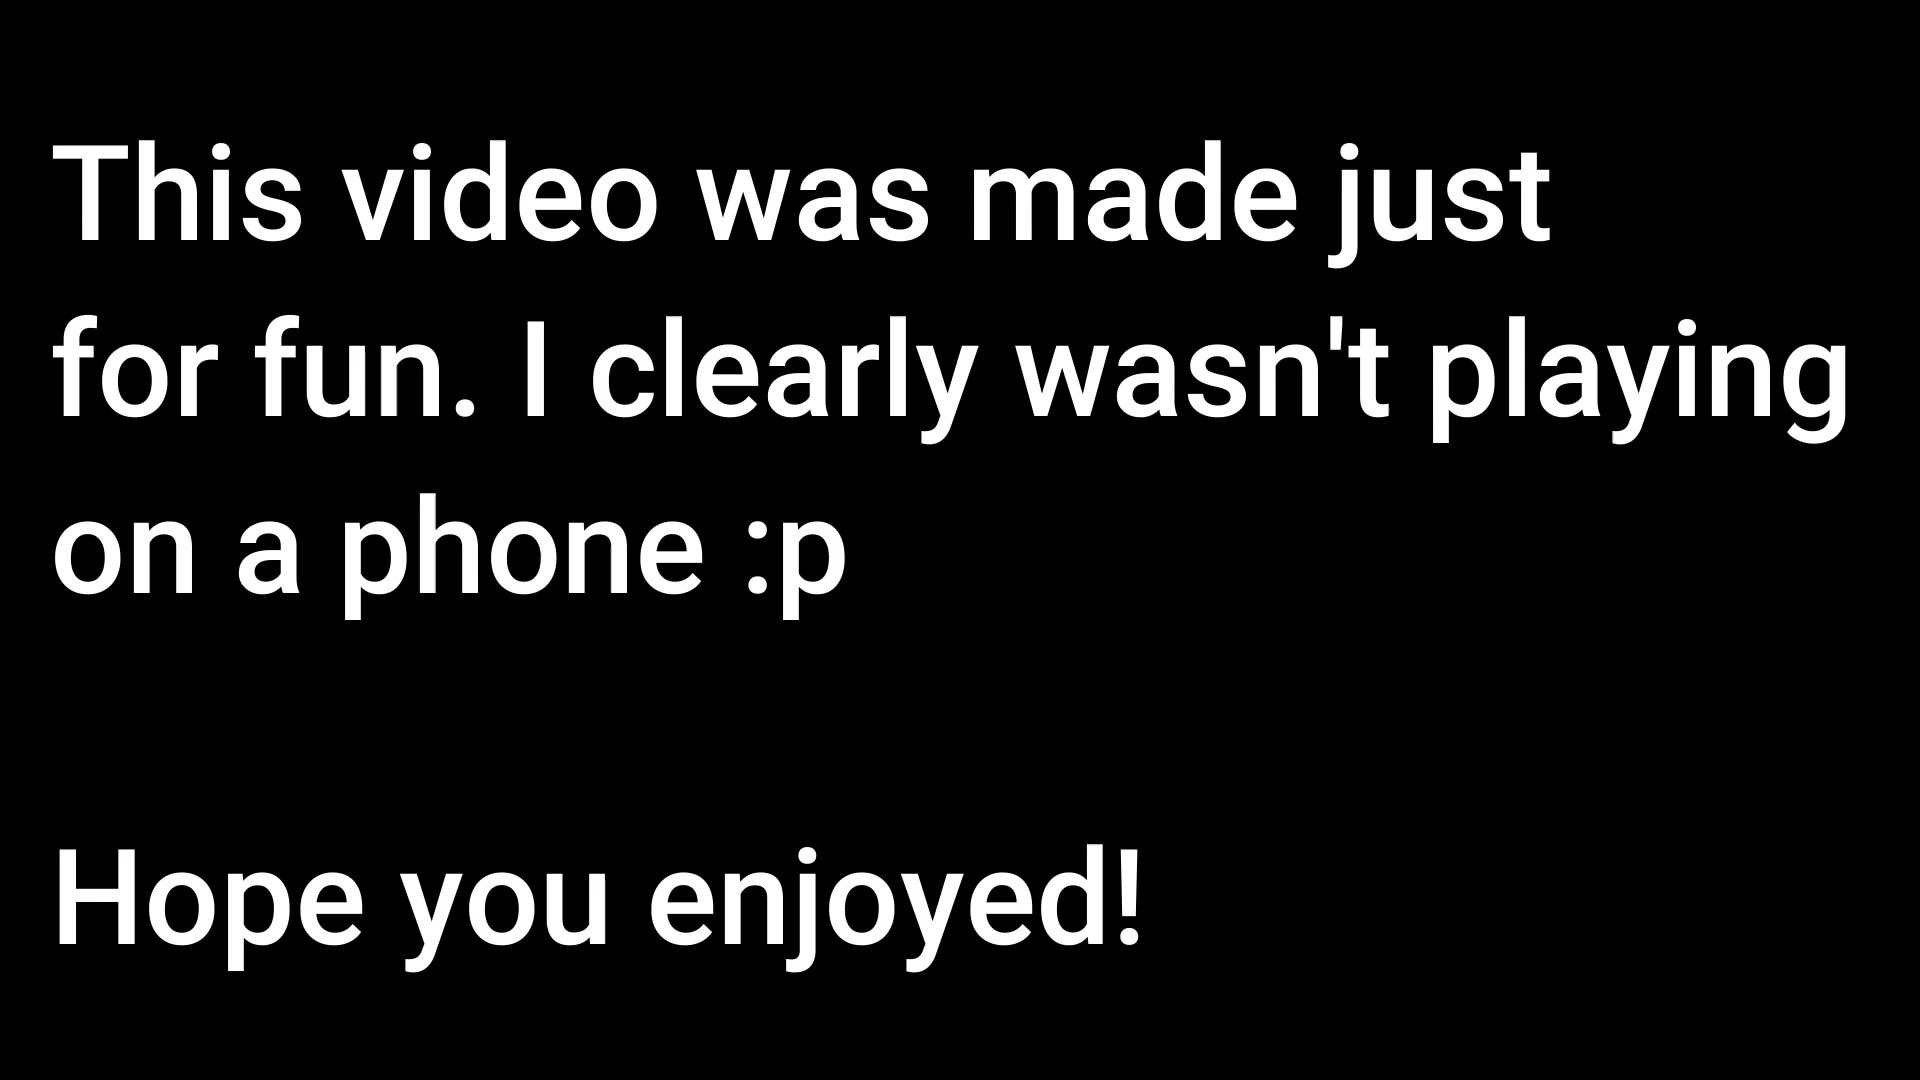 This video was made just
for fun. I clearly wasn't playing
on a phone :p
Hope you enjoyed!